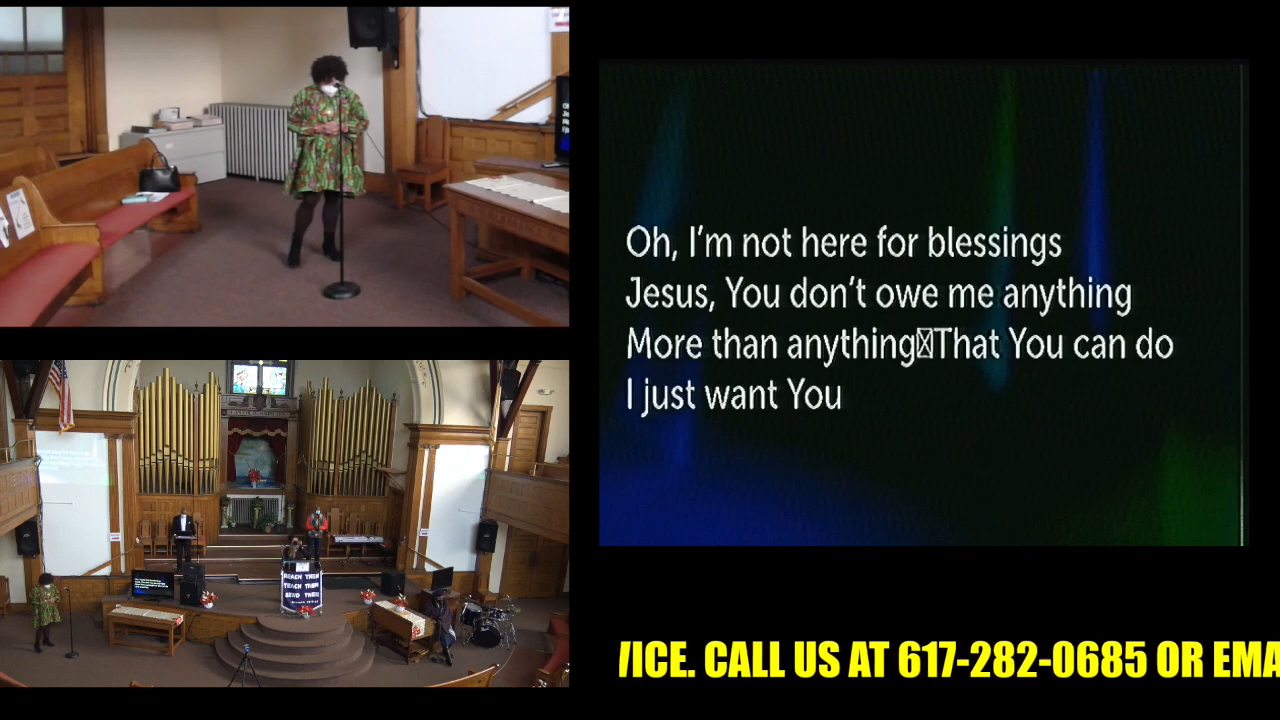 Oh, I'm not here for blessings
Jesus, You don't owe me anything
More than anything☒That You can do
I just want You
REACH THEM
TEACH THEM
SEND THEM
/ICE. CALL US AT 617-282-0685 OR EMA